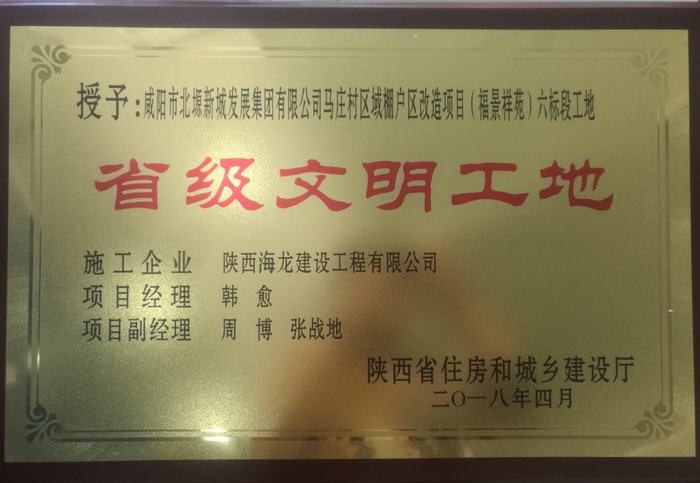 授予:咸阳市北塬新城发展集团有限公司马庄村区域棚户区改造项目(福景祥苑)六标段工地
省级文明工地
施工企业 陕西海龙建设工程有限公司
项目经理 韩 愈
项目副经理 周 博 张战地
陕西省住房和城乡建设厅
二〇一八年四月